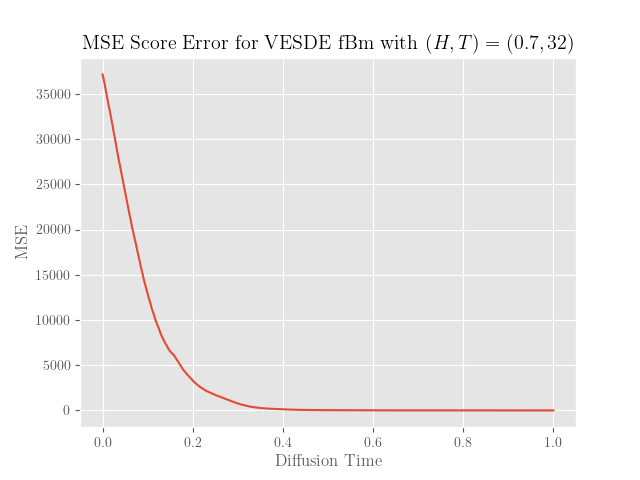 MSE Score Error for VESDE fBm with (H, T) = (0.7, 32)
35000
30000
25000
20000
15000
10000
5000
0
MSE
0.0 0.2 0.4 0.6 0.8 1.0
Diffusion Time